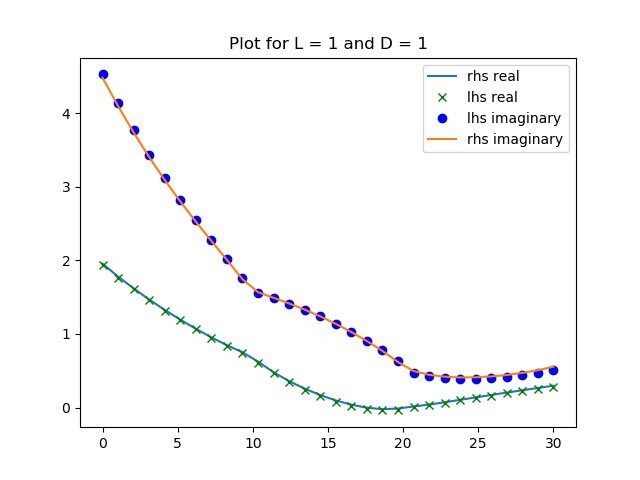 Plot for L = 1 and D = 1
rhs real
lhs real
lhs imaginary
rhs imaginary
4
3
2
1
0
0 5 10 15 20 25 30